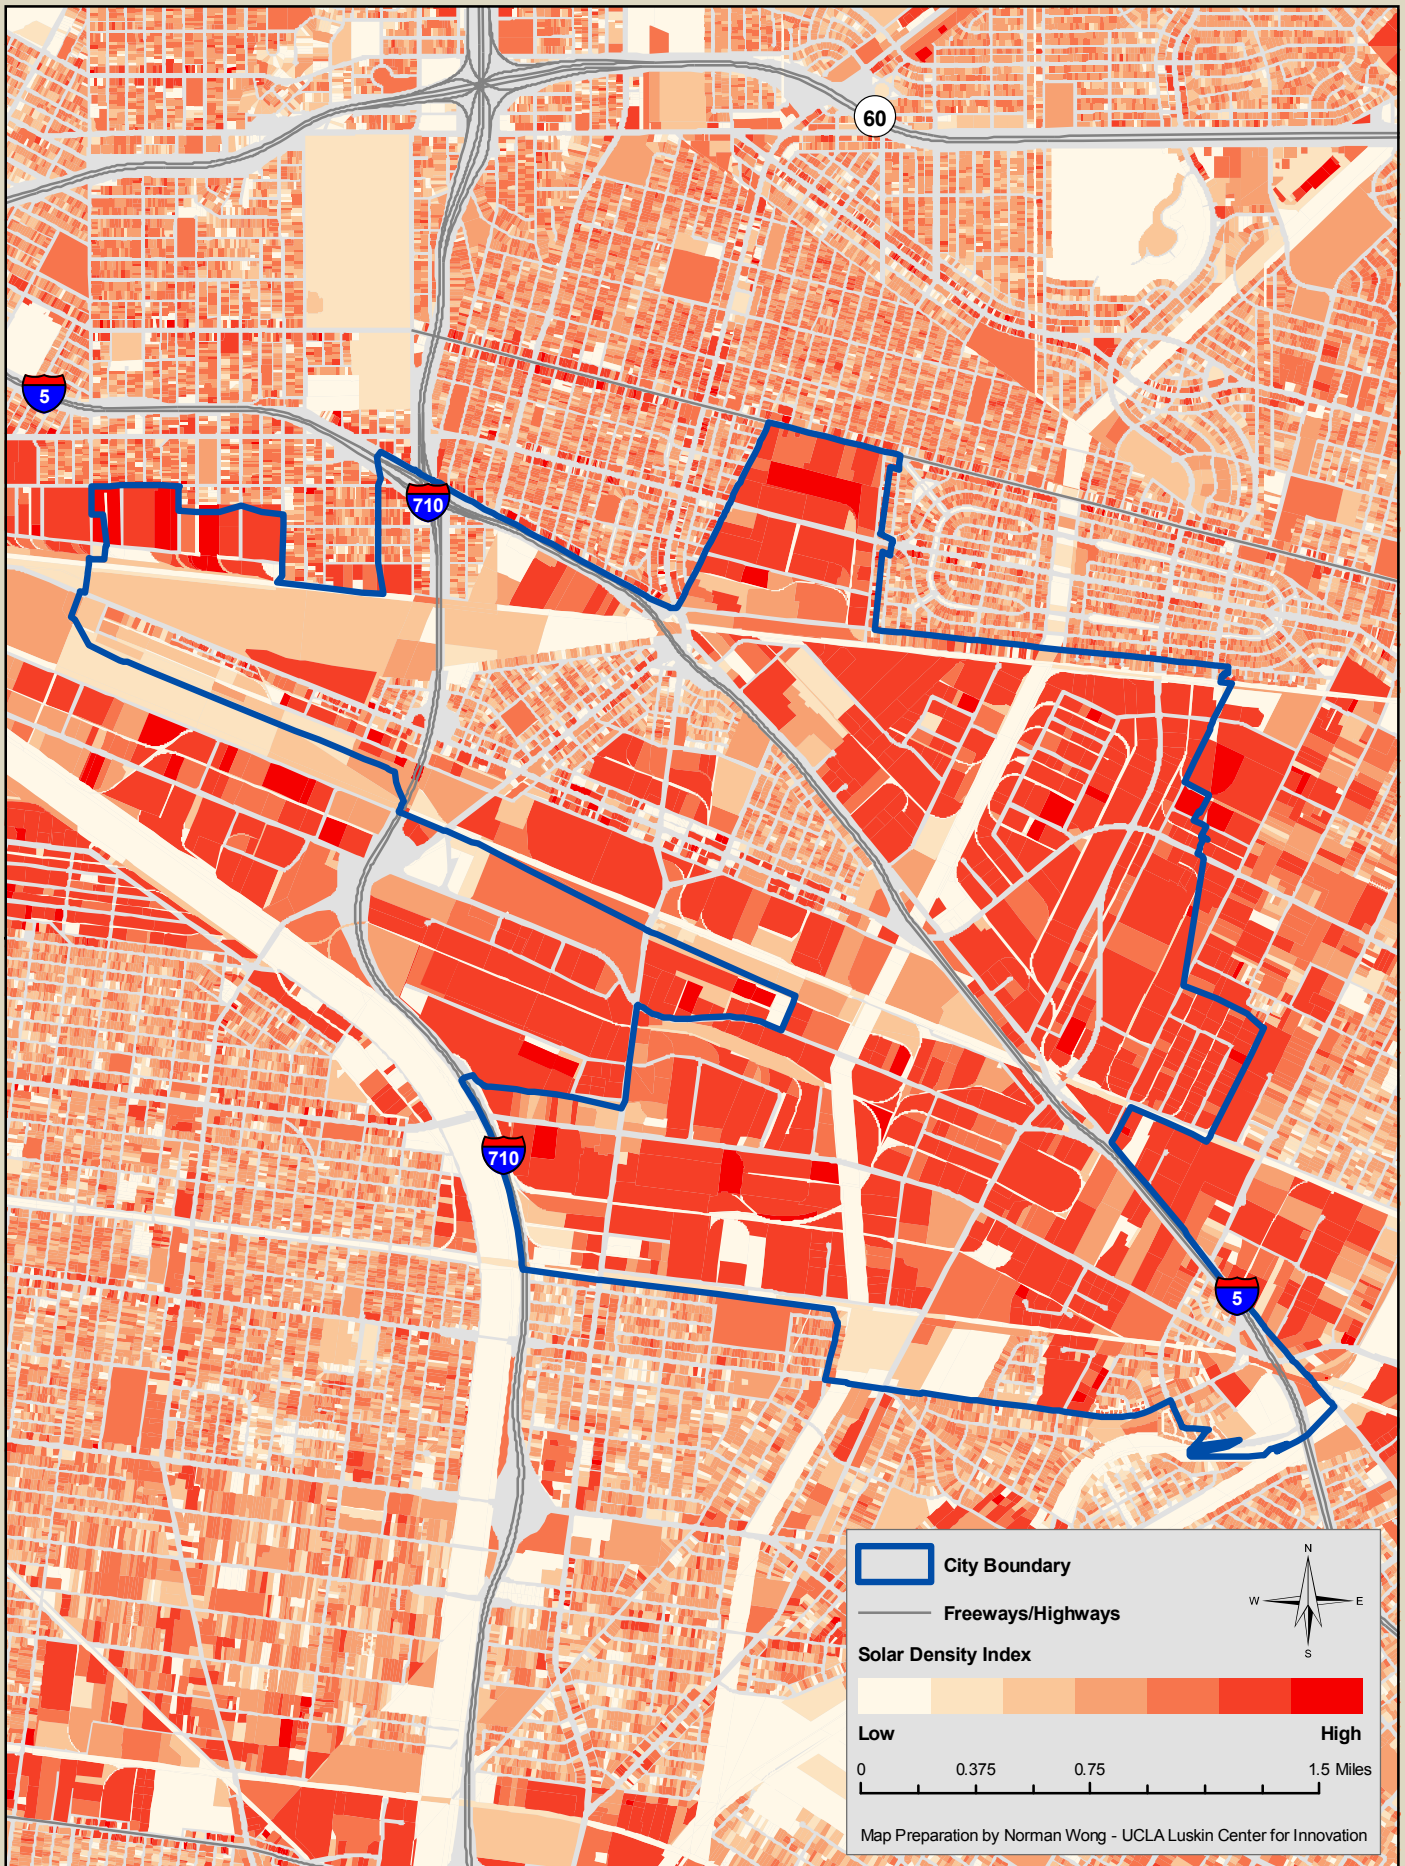 60
5
710
710
5
City Boundary
Freeways/Highways
N
W E
S
Solar Density Index
Low High
0 0.375 0.75 1.5 Miles
Map Preparation by Norman Wong - UCLA Luskin Center for Innovation